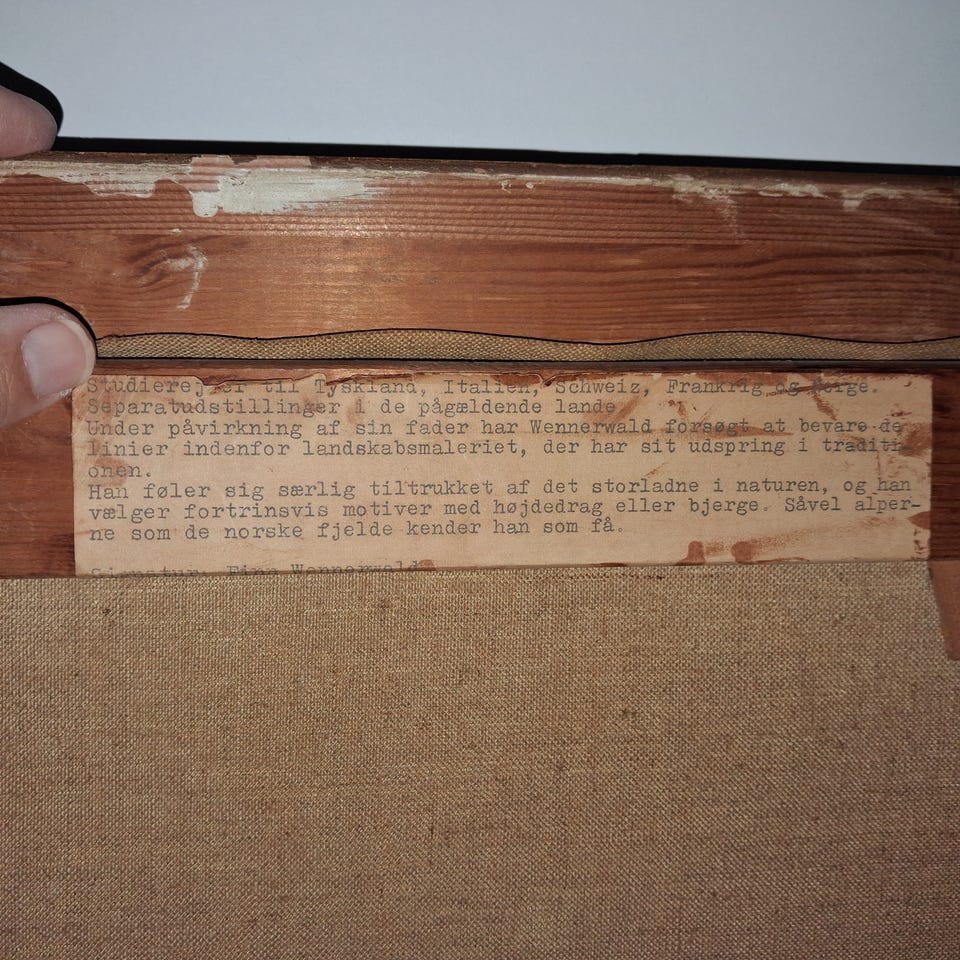 Studierejser til Tyskland, Italien, Schweiz, Frankrig og Norge.
Separatudstillinger i de pågældende lande
Under påvirkning af sin fader har Wennerwald forsøgt at bevare de
linier indenfor landskabsmaleriet, der har sit udspring i traditi
onen.
Han føler sig særlig tiltrukket af det storladne i naturen, og han
vælger fortrinsvis motiver med højdedrag eller bjerge. Såvel alper-
ne som de norske fjelde kender han som få.
Signatur. Finn Wennerwald